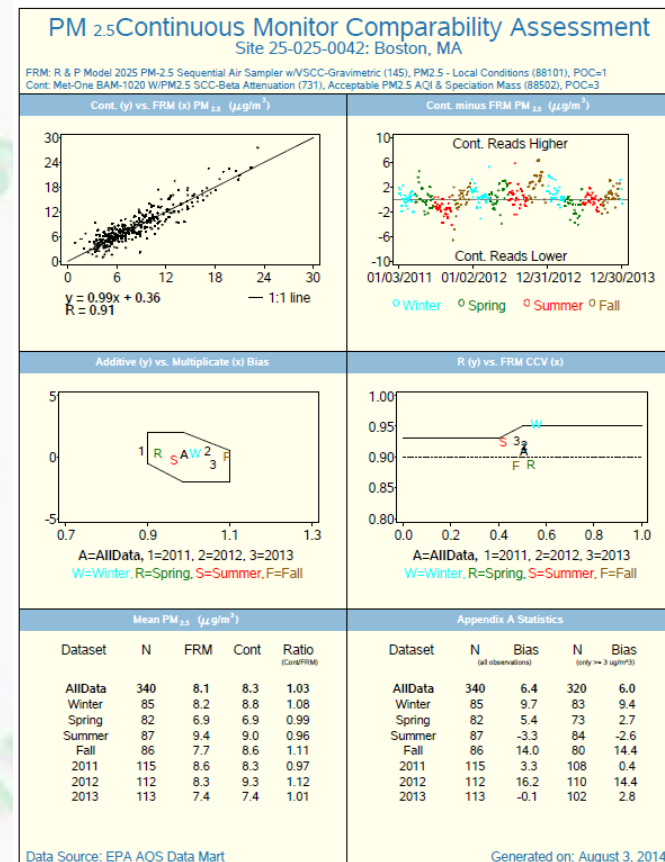 PM 2.5Continuous Monitor Comparability Assessment
Site 25-025-0042: Boston, MA
FRM: R & P Model 2025 PM-2.5 Sequential Air Sampler w/VSCC-Gravimetric (145), PM2.5 - Local Conditions (88101), POC=1
Cont: Met-One BAM-1020 W/PM2.5 SCC-Beta Attenuation (731), Acceptable PM2.5 AQI & Speciation Mass (88502), POC=3
Cont. (y) vs. FRM (x) PM 2.5 (μg/m³)
30
24
18
12
6
0
0 6 12 18 24 30
y = 0.99x + 0.36
R = 0.91
— 1:1 line
Cont. minus FRM PM 2.5 (μg/m³)
10
6
2
-2
-6
-10
Cont. Reads Higher
Cont. Reads Lower
01/03/2011 01/02/2012 12/31/2012 12/30/2013
Winter Spring Summer Fall
Additive (y) vs. Multiplicate (x) Bias
5
0
-5
1 R S A W 2 3 F
0.7 0.9 1.1 1.3
A=AllData, 1=2011, 2=2012, 3=2013
W=Winter, R=Spring, S=Summer, F=Fall
R (y) vs. FRM CCV (x)
1.00
0.95
0.90
0.85
0.80
W
S 3 2
A
F R
0.0 0.2 0.4 0.6 0.8 1.0
A=AllData, 1=2011, 2=2012, 3=2013
W=Winter, R=Spring, S=Summer, F=Fall
Mean PM 2.5 (μg/m³)
Dataset N FRM Cont Ratio
(Cont/FRM)
AllData 340 8.1 8.3 1.03
Winter 85 8.2 8.8 1.08
Spring 82 6.9 6.9 0.99
Summer 87 9.4 9.0 0.96
Fall 86 7.7 8.6 1.11
2011 115 8.6 8.3 0.97
2012 112 8.3 9.3 1.12
2013 113 7.4 7.4 1.01
Appendix A Statistics
Dataset N Bias N Bias
(all observations) (only >= 3 ug/m^3)
AllData 340 6.4 320 6.0
Winter 85 9.7 83 9.4
Spring 82 5.4 73 2.7
Summer 87 -3.3 84 -2.6
Fall 86 14.0 80 14.4
2011 115 3.3 108 0.4
2012 112 16.2 110 14.4
2013 113 -0.1 102 2.8
Data Source: EPA AQS Data Mart
Generated on: August 3, 2014